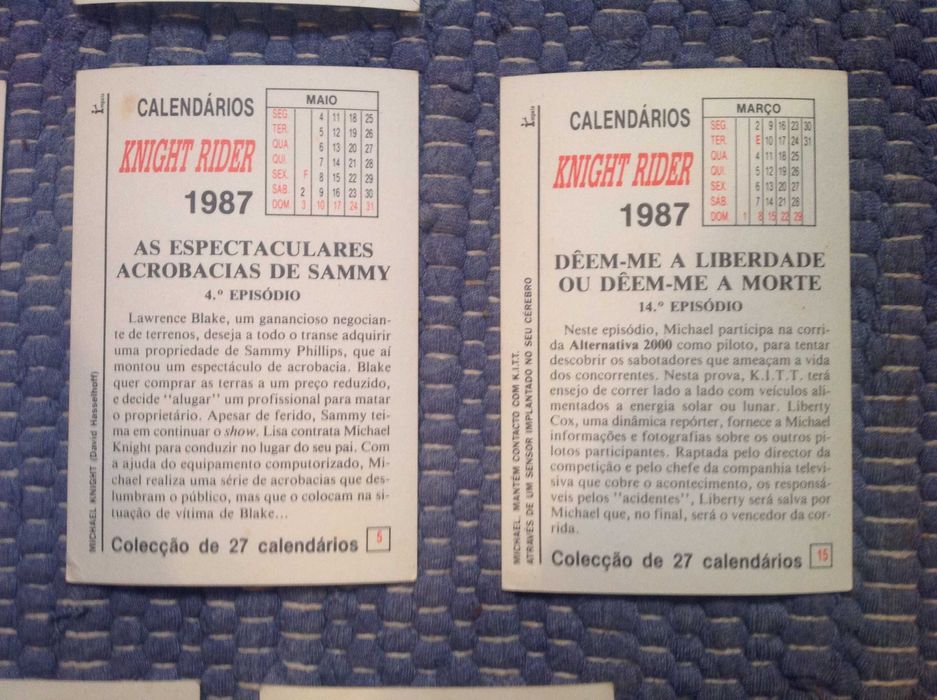 Impala
CALENDÁRIOS
KNIGHT RIDER
1987
MAIO
SEG. 4 11 18 25
TER. 5 12 19 26
QUA. 6 13 20 27
QUI. 7 14 21 28
SEX. F 8 15 22 29
SÁB. 2 9 16 23 30
DOM. 3 10 17 24 31
AS ESPECTACULARES
ACROBACIAS DE SAMMY
4.º EPISÓDIO
Lawrence Blake, um ganancioso negocian-
te de terrenos, deseja a todo o transe adquirir
uma propriedade de Sammy Phillips, que aí
montou um espectáculo de acrobacia. Blake
quer comprar as terras a um preço reduzido,
e decide ''alugar'' um profissional para matar
o proprietário. Apesar de ferido, Sammy tei-
ma em continuar o show. Lisa contrata Michael
Knight para conduzir no lugar do seu pai. Com
a ajuda do equipamento computorizado, Mi-
chael realiza uma série de acrobacias que des-
lumbram o público, mas que o colocam na si-
tuação de vítima de Blake...
MICHAEL KNIGHT (David Hasselhoff)
Colecção de 27 calendários 5
Impala
CALENDÁRIOS
KNIGHT RIDER
1987
MARÇO
SEG. 2 9 16 23 30
TER. E 10 17 24 31
QUA. 4 11 18 25
QUI. 5 12 19 26
SEX. 6 13 20 27
SÁB. 7 14 21 28
DOM. 1 8 15 22 29
DÊEM-ME A LIBERDADE
OU DÊEM-ME A MORTE
14.º EPISÓDIO
Neste episódio, Michael participa na corri-
da Alternativa 2000 como piloto, para tentar
descobrir os sabotadores que ameaçam a vida
dos concorrentes. Nesta prova, K.I.T.T. terá
ensejo de correr lado a lado com veículos ali-
mentados a energia solar ou lunar. Liberty
Cox, uma dinâmica repórter, fornece a Michael
informações e fotografias sobre os outros pi-
lotos participantes. Raptada pelo director da
competição e pelo chefe da companhia televi-
siva que cobre o acontecimento, os responsá-
veis pelos ''acidentes'', Liberty será salva por
Michael que, no final, será o vencedor da cor-
rida.
MICHAEL, MANTÉM CONTACTO COM K.I.T.T.
ATRAVÉS DE UM SENSOR IMPLANTADO NO SEU CÉREBRO
Colecção de 27 calendários 15